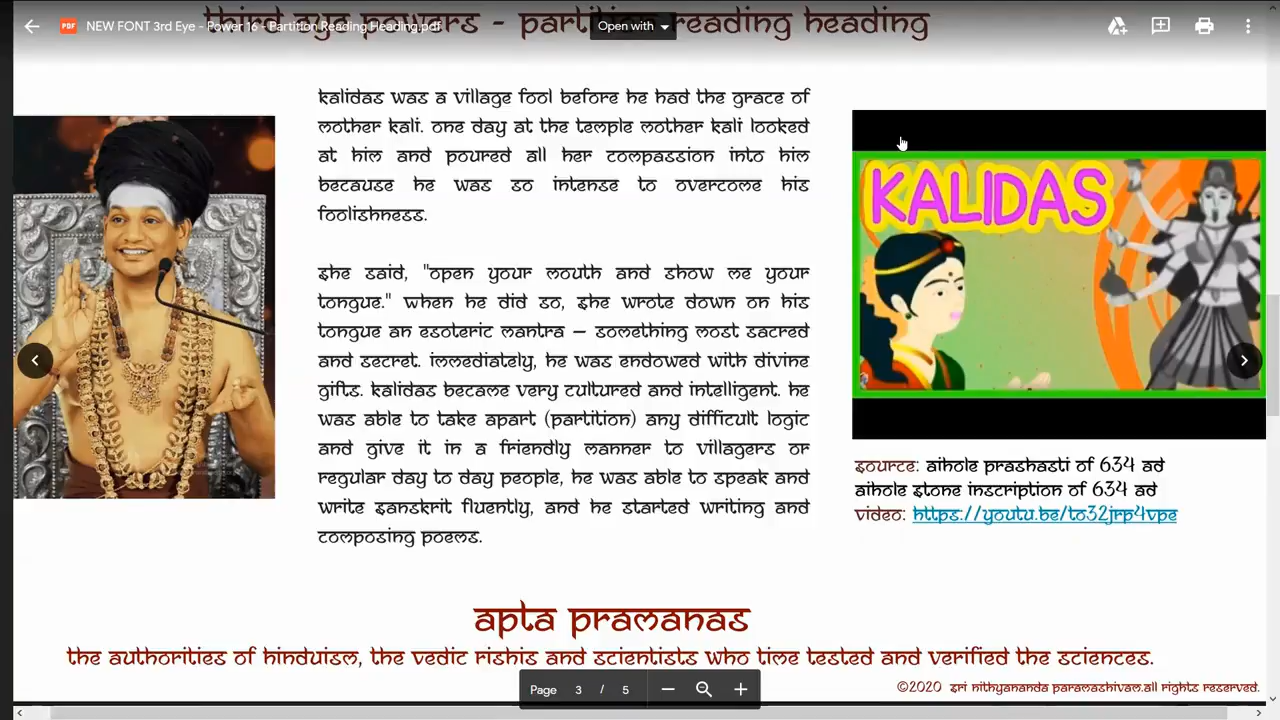 third eye powers - partition reading heading
NEW FONT 3rd Eye - Power 16 - Partition Reading Heading.pdf
Open with
kalidas was a village fool before he had the grace of
mother kali. one day at the temple mother kali looked
at him and poured all her compassion into him
because he was so intense to overcome his
foolishness.
she said, "open your mouth and show me your
tongue." when he did so, she wrote down on his
tongue an esoteric mantra – something most sacred
and secret. immediately, he was endowed with divine
gifts. kalidas became very cultured and intelligent. he
was able to take apart (partition) any difficult logic
and give it in a friendly manner to villagers or
regular day to day people, he was able to speak and
write sanskrit fluently, and he started writing and
composing poems.
KALIDAS
source: aihole prashasti of 634 ad
aihole stone inscription of 634 ad
video: https://youtu.be/to32jrp4vpe
apta pramanas
the authorities of hinduism, the vedic rishis and scientists who time tested and verified the sciences.
©2020 sri nithyananda paramashivam.all rights reserved.
Page 3 / 5